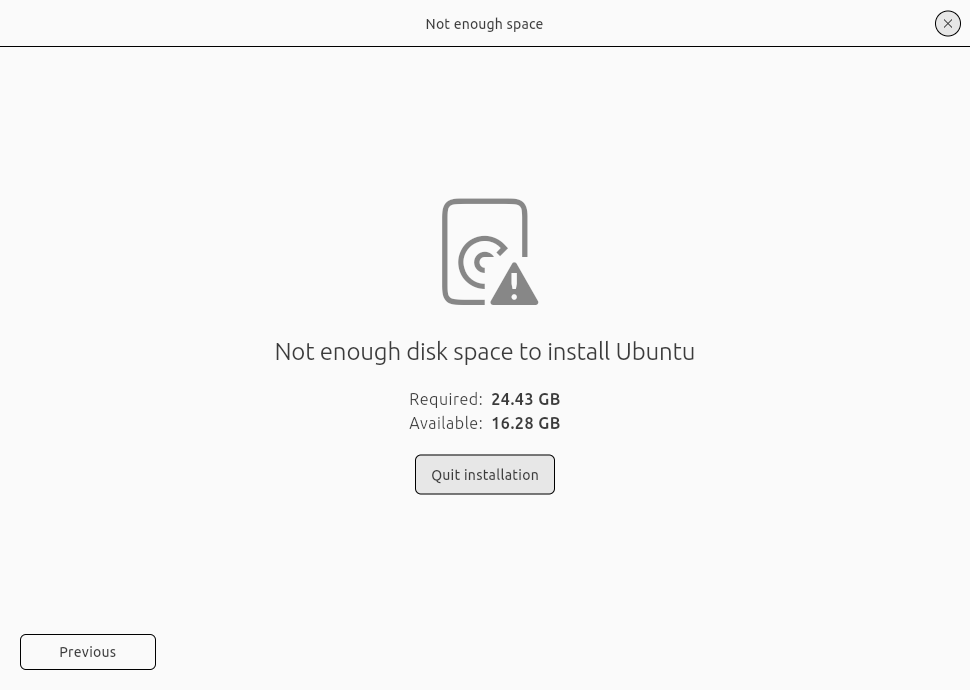 Not enough space
Not enough disk space to install Ubuntu
Required: 24.43 GB
Available: 16.28 GB
Quit installation
Previous